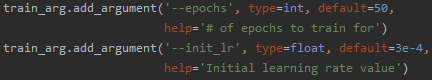 train_arg.add_argument('--epochs', type=int, default=50,
help='# of epochs to train for')
train_arg.add_argument('--init_lr', type=float, default=3e-4,
help='Initial learning rate value')